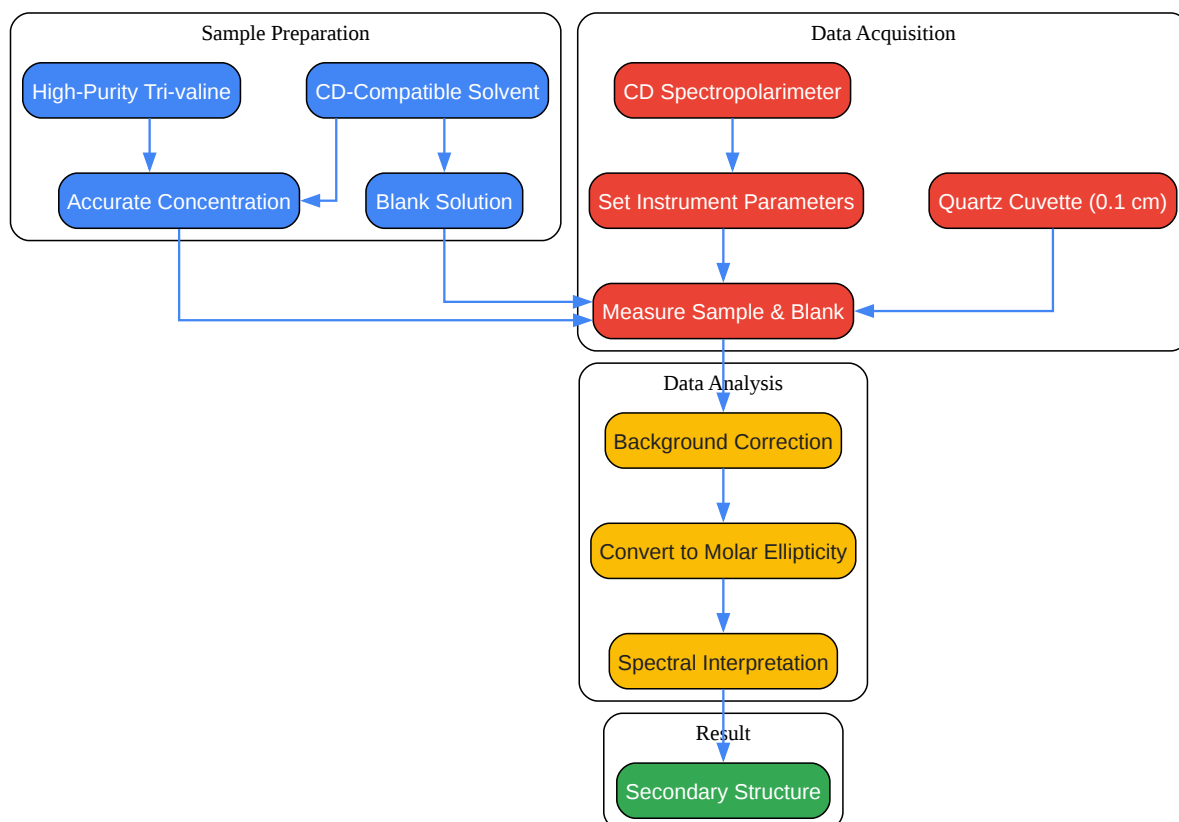 Sample Preparation
High-Purity Tri-valine
CD-Compatible Solvent
Accurate Concentration
Blank Solution
Data Acquisition
CD Spectropolarimeter
Set Instrument Parameters
Quartz Cuvette (0.1 cm)
Measure Sample & Blank
Data Analysis
Background Correction
Convert to Molar Ellipticity
Spectral Interpretation
Result
Secondary Structure